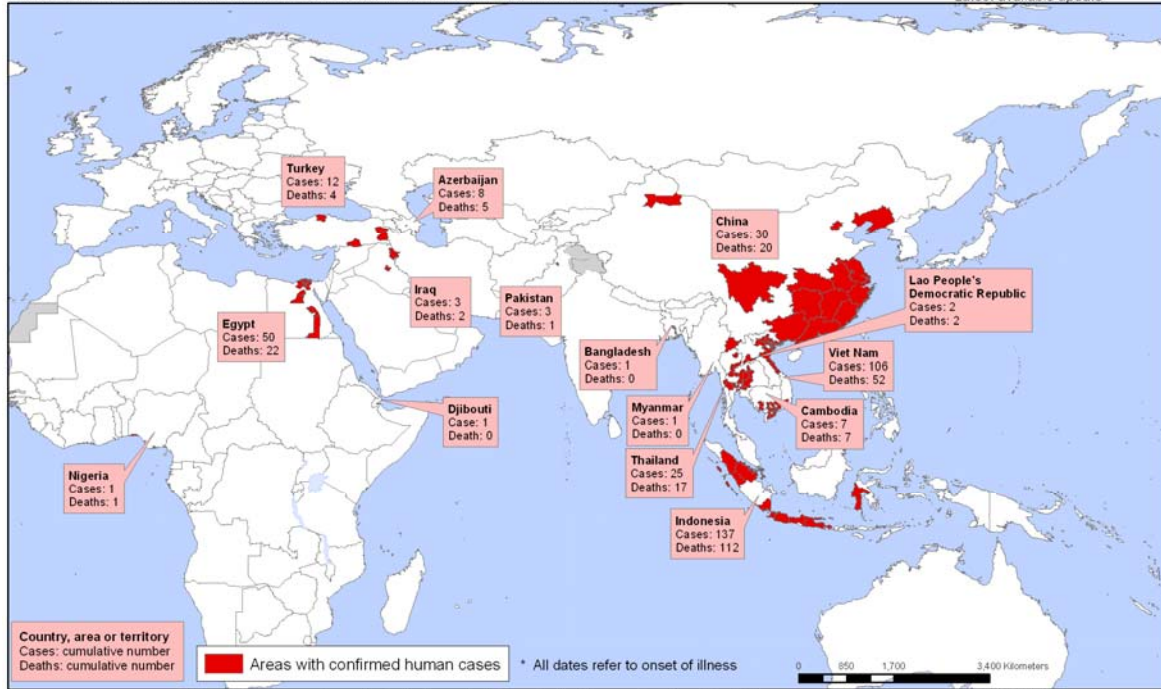 Turkey
Cases: 12
Deaths: 4
Azerbaijan
Cases: 8
Deaths: 5
China
Cases: 30
Deaths: 20
Lao People's
Democratic Republic
Cases: 2
Deaths: 2
Iraq
Cases: 3
Deaths: 2
Pakistan
Cases: 3
Deaths: 1
Egypt
Cases: 50
Deaths: 22
Bangladesh
Cases: 1
Deaths: 0
Viet Nam
Cases: 106
Deaths: 52
Djibouti
Case: 1
Death: 0
Myanmar
Cases: 1
Deaths: 0
Cambodia
Cases: 7
Deaths: 7
Nigeria
Cases: 1
Deaths: 1
Thailand
Cases: 25
Deaths: 17
Indonesia
Cases: 137
Deaths: 112
Country, area or territory
Cases: cumulative number
Deaths: cumulative number
Areas with confirmed human cases
* All dates refer to onset of illness
0 850 1,700 3,400 Kilometers